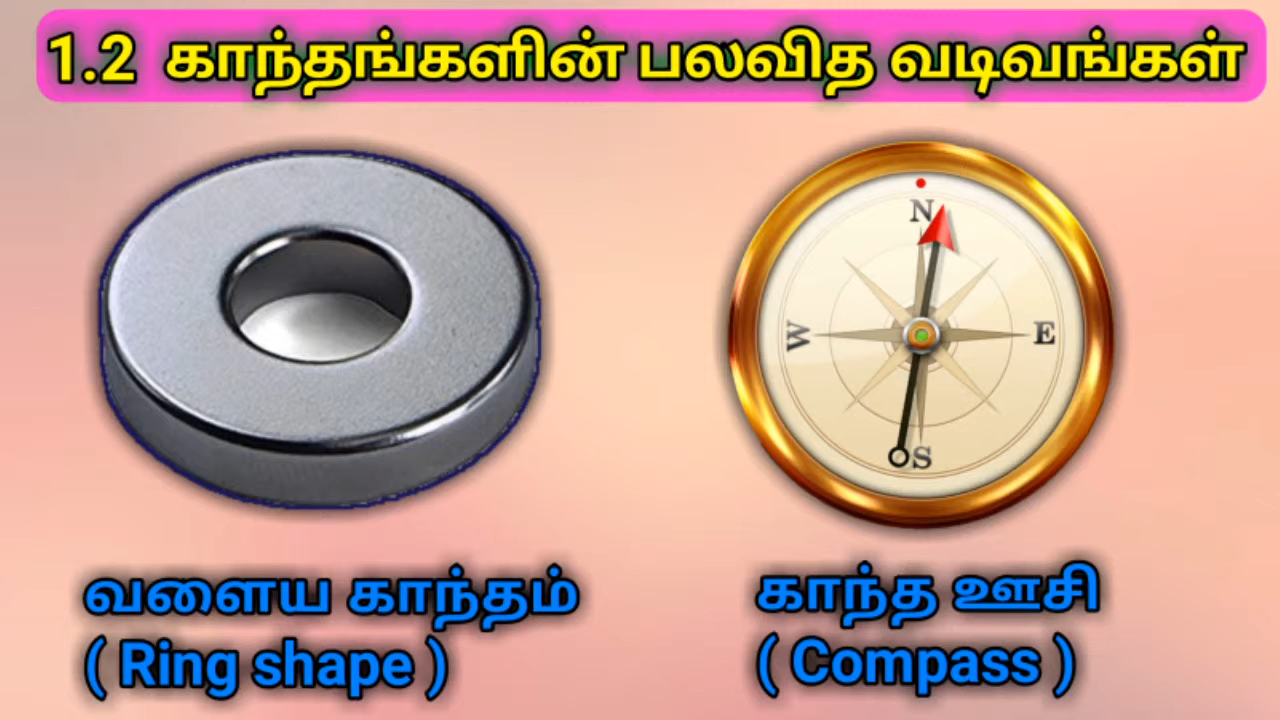 1.2 காந்தங்களின் பலவித வடிவங்கள்
N
W
E
S
வளைய காந்தம்
( Ring shape )
காந்த ஊசி
( Compass )